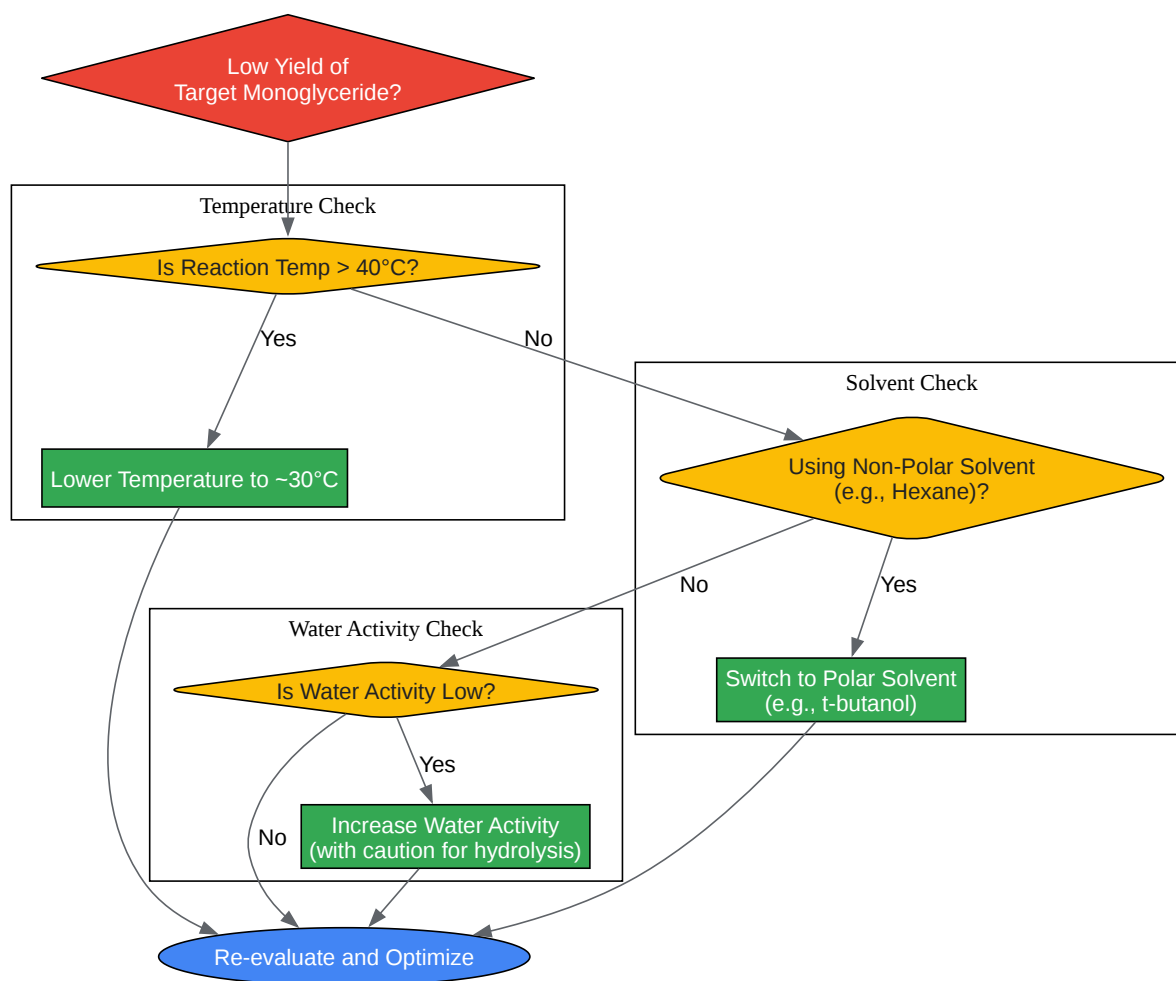 Low Yield of
Target Monoglyceride?
Temperature Check
Is Reaction Temp > 40°C?
Yes
No
Lower Temperature to ~30°C
Solvent Check
Using Non-Polar Solvent
(e.g., Hexane)?
No
Yes
Switch to Polar Solvent
(e.g., t-butanol)
Water Activity Check
Is Water Activity Low?
Yes
No
Increase Water Activity
(with caution for hydrolysis)
Re-evaluate and Optimize